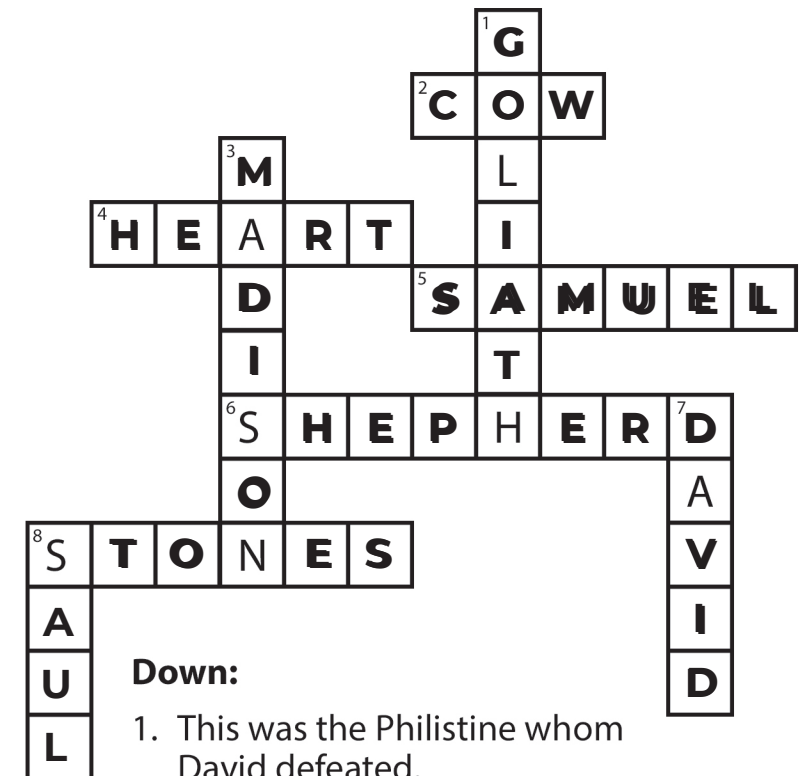 1 G
2 C O W
3 M L
4 H E A R T I
D 5 S A M U E L
I T
6 S H E P H E R 7 D
O A
8 S T O N E S V
A I
U Down: D
L 1. This was the Philistine whom
David defeated.